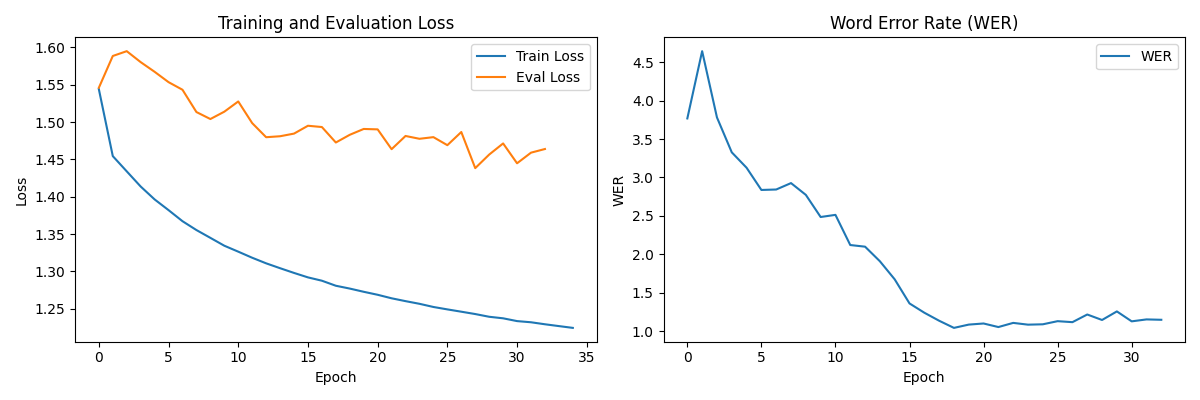 Training and Evaluation Loss
Train Loss
Eval Loss
1.60
1.55
1.50
1.45
1.40
1.35
1.30
1.25
Loss
0 5 10 15 20 25 30 35
Epoch
Word Error Rate (WER)
WER
4.5
4.0
3.5
3.0
2.5
2.0
1.5
1.0
WER
0 5 10 15 20 25 30
Epoch